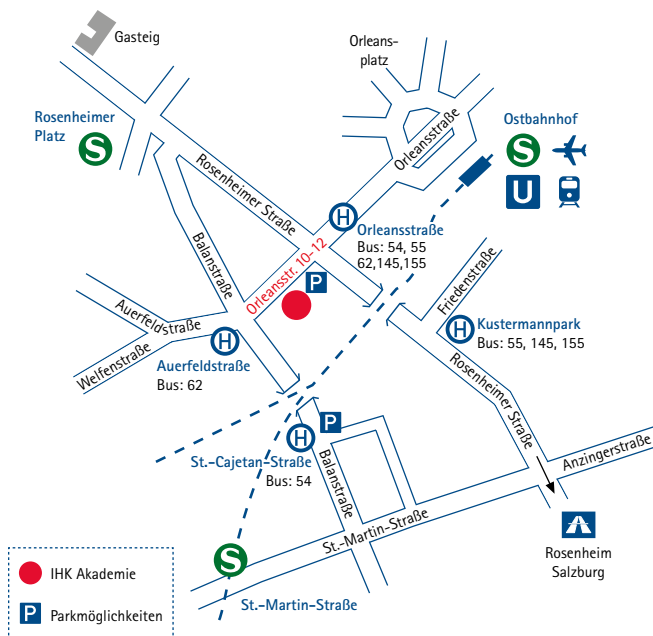 Gasteig
Orleans-
platz
Rosenheimer
Platz
S
Ostbahnhof
S
U
Orleansstraße
Rosenheimer Straße
H
Orleansstraße
Bus: 54, 55
62,145,155
Orleansstr. 10-12
P
Balanstraße
Friedenstraße
Auerfeldstraße
Welfenstraße
H
Auerfeldstraße
Bus: 62
H
Kustermannpark
Bus: 55, 145, 155
Rosenheimer Straße
P
H
St.-Cajetan-Straße
Bus: 54
Balanstraße
Anzingerstraße
St.-Martin-Straße
Rosenheim
Salzburg
S
St.-Martin-Straße
IHK Akademie
P Parkmöglichkeiten